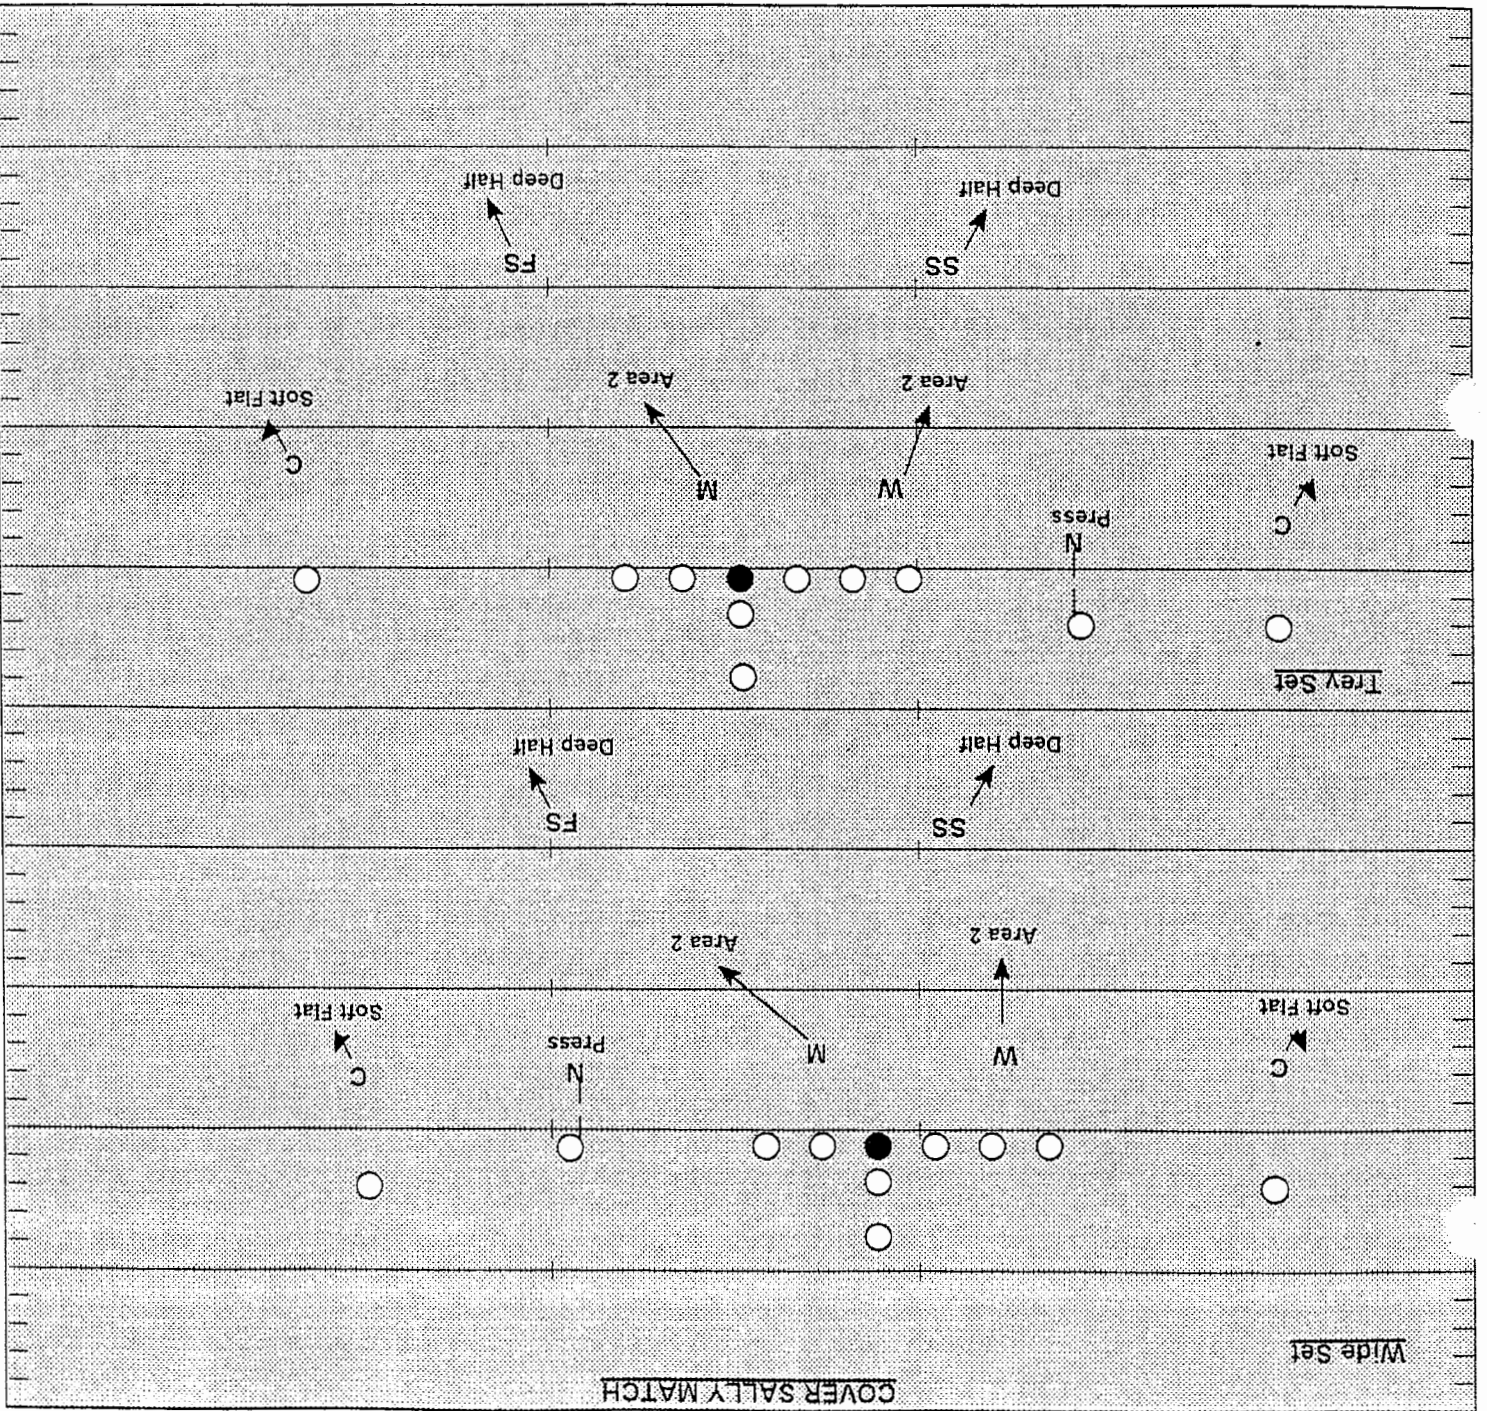 COVER SALLY MATCH
Wide Set
C
W
M
N
C
Press
Soft Flat
Soft Flat
Area 2
Area 2
SS
FS
Deep Half
Deep Half
Trey Set
C
N
Press
W
M
C
Soft Flat
Soft Flat
Area 2
Area 2
SS
FS
Deep Half
Deep Half